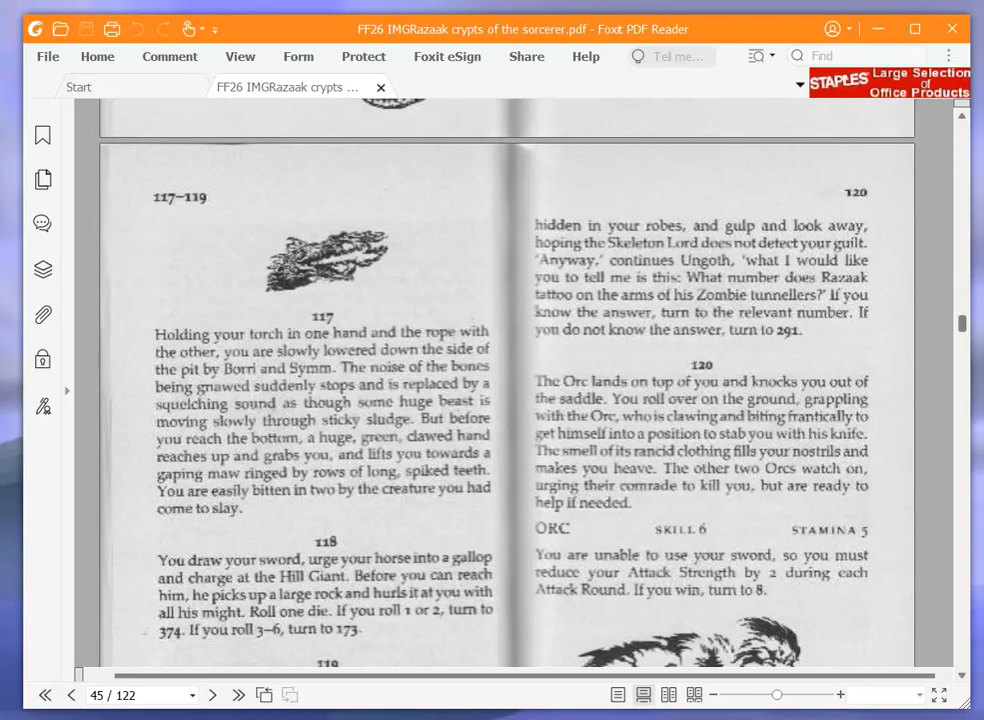 FF26 IMGRazaak crypts of the sorcerer.pdf - Foxit PDF Reader
File Home Comment View Form Protect Foxit eSign Share Help Tell me... Find
Start FF26 IMGRazaak crypts ...
STAPLES Large Selection
of
Office Products
117–119
117
Holding your torch in one hand and the rope with
the other, you are slowly lowered down the side of
the pit by Borri and Symm. The noise of the bones
being gnawed suddenly stops and is replaced by a
squelching sound as though some huge beast is
moving slowly through sticky sludge. But before
you reach the bottom, a huge, green, clawed hand
reaches up and grabs you, and lifts you towards a
gaping maw ringed by rows of long, spiked teeth.
You are easily bitten in two by the creature you had
come to slay.
118
You draw your sword, urge your horse into a gallop
and charge at the Hill Giant. Before you can reach
him, he picks up a large rock and hurls it at you with
all his might. Roll one die. If you roll 1 or 2, turn to
374. If you roll 3–6, turn to 173.
119
120
hidden in your robes, and gulp and look away,
hoping the Skeleton Lord does not detect your guilt.
'Anyway,' continues Ungoth, 'what I would like
you to tell me is this: What number does Razaak
tattoo on the arms of his Zombie tunnellers?' If you
know the answer, turn to the relevant number. If
you do not know the answer, turn to 291.
120
The Orc lands on top of you and knocks you out of
the saddle. You roll over on the ground, grappling
with the Orc, who is clawing and biting frantically to
get himself into a position to stab you with his knife.
The smell of its rancid clothing fills your nostrils and
makes you heave. The other two Orcs watch on,
urging their comrade to kill you, but are ready to
help if needed.
ORC SKILL 6 STAMINA 5
You are unable to use your sword, so you must
reduce your Attack Strength by 2 during each
Attack Round. If you win, turn to 8.
45 / 122